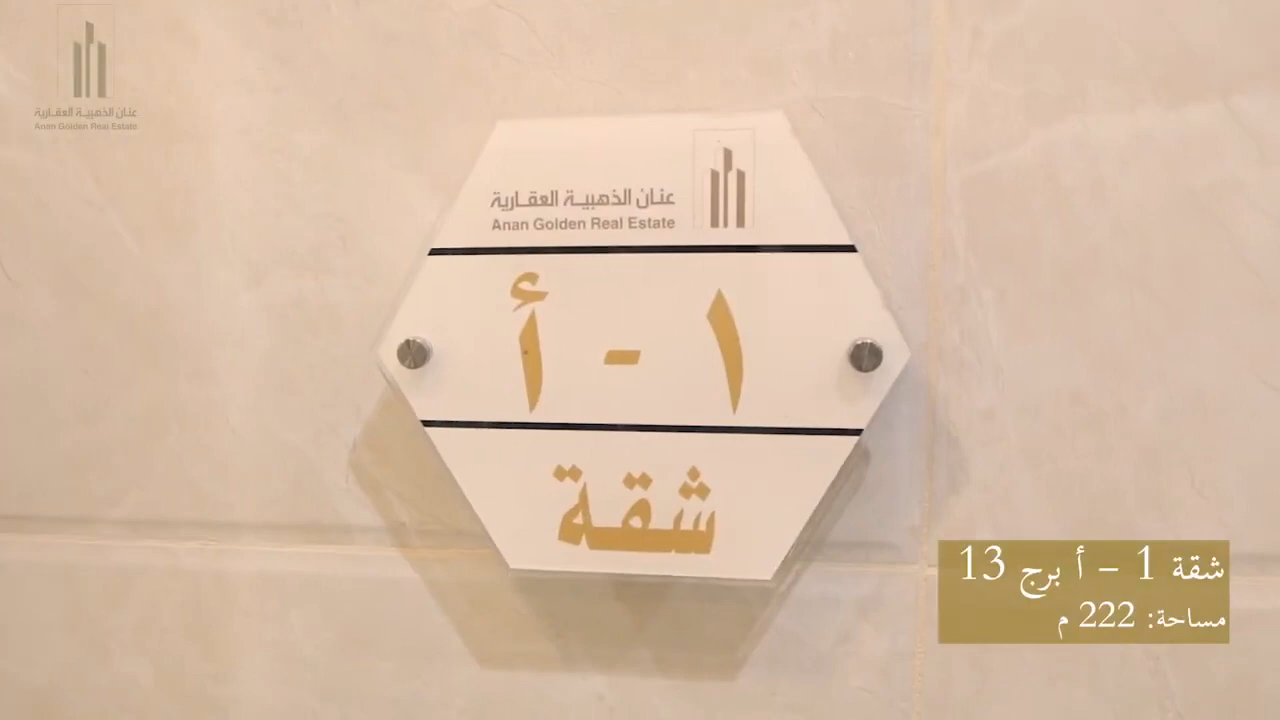 عنان الذهبية العقارية
Anan Golden Real Estate
عنان الذهبية العقارية
Anan Golden Real Estate
١ - أ
شقة
شقة 1 – أ برج 13
مساحة: 222 م